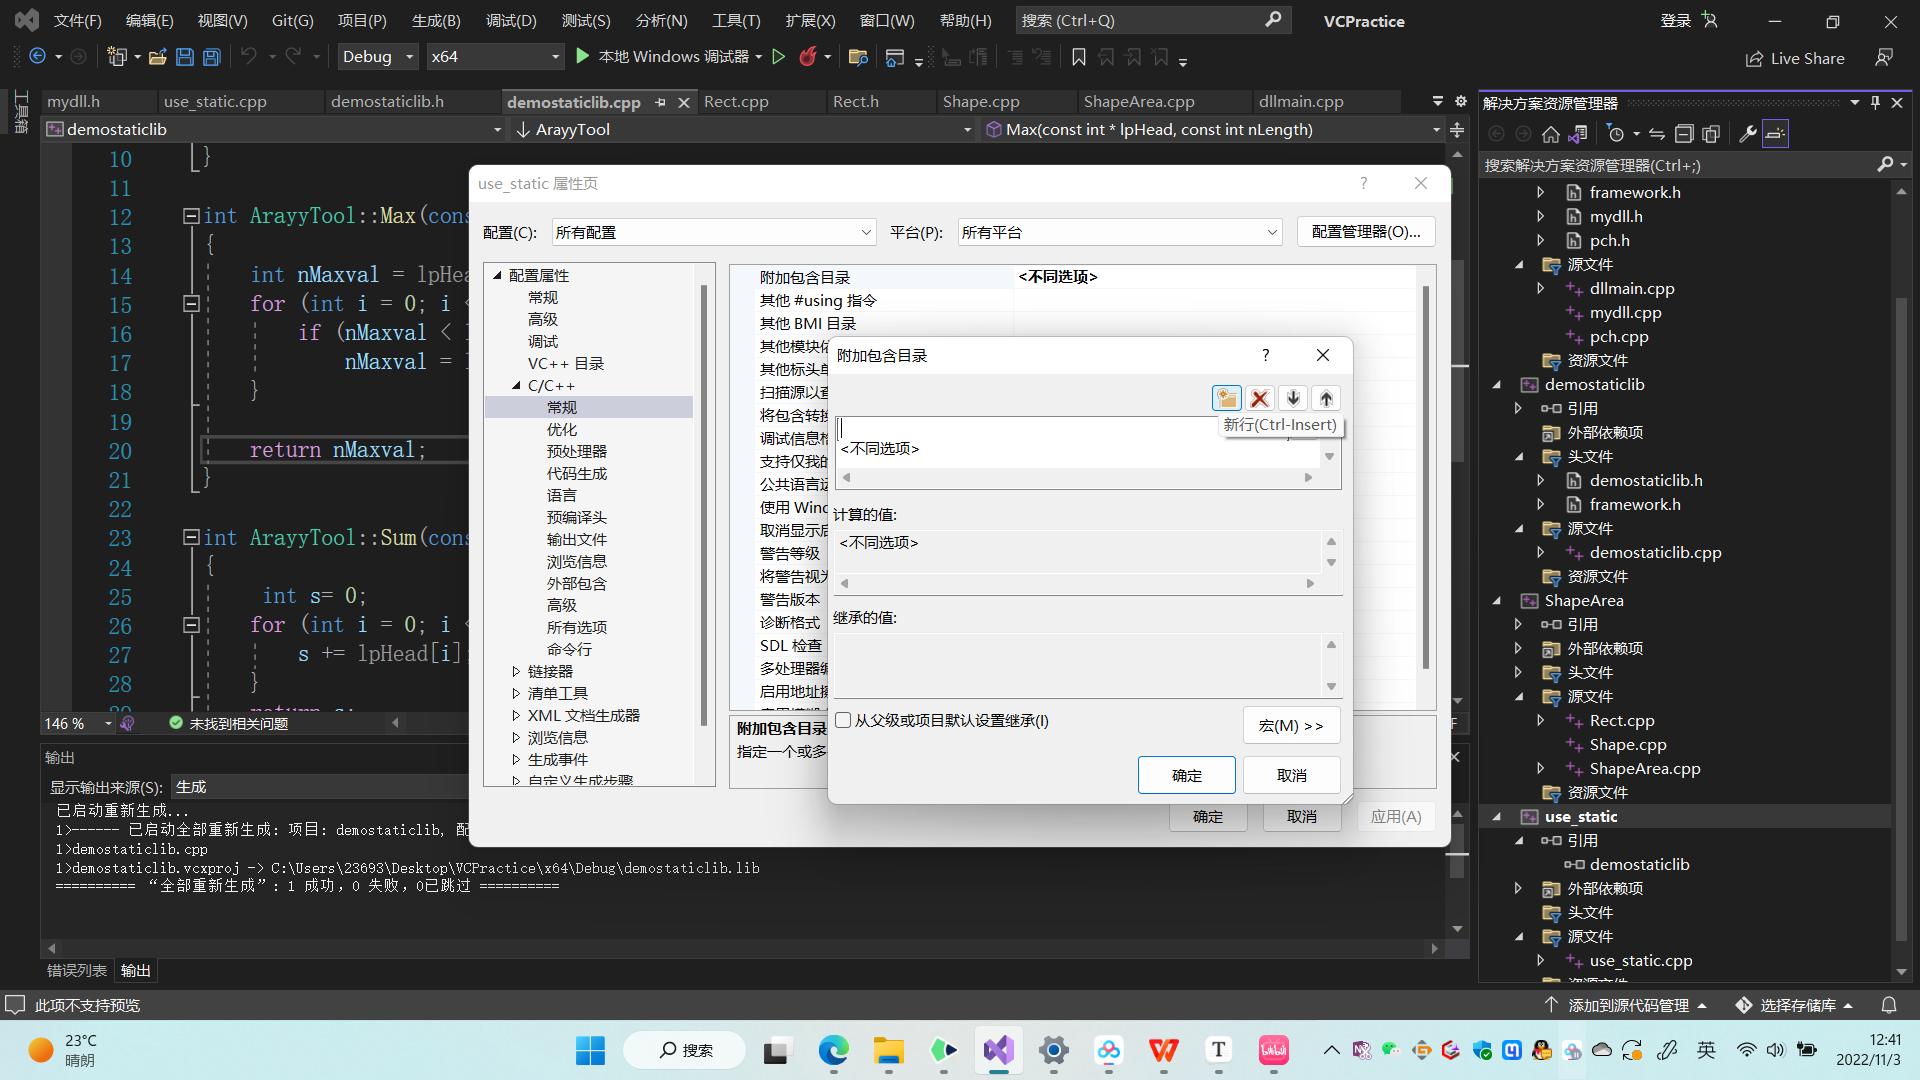 文件(F) 编辑(E) 视图(V) Git(G) 项目(P) 生成(B) 调试(D) 测试(S) 分析(N) 工具(T) 扩展(X) 窗口(W) 帮助(H) 搜索 (Ctrl+Q) VCPractice 登录
Debug x64 本地 Windows 调试器 Live Share
工具箱
mydll.h use_static.cpp demostaticlib.h demostaticlib.cpp Rect.cpp Rect.h Shape.cpp ShapeArea.cpp dllmain.cpp
demostaticlib ArayyTool Max(const int * lpHead, const int nLength)
10 }
11
12 int ArayyTool::Max(cons
13 {
14 int nMaxval = lpHea
15 for (int i = 0; i <
16 if (nMaxval <
17 nMaxval =
18 }
19
20 return nMaxval;
21 }
22
23 int ArayyTool::Sum(cons
24 {
25 int s= 0;
26 for (int i = 0; i <
27 s += lpHead[i]
28 }
146 % 未找到相关问题
输出
显示输出来源(S): 生成
已启动重新生成...
1>------ 已启动全部重新生成: 项目: demostaticlib, 配
1>demostaticlib.cpp
1>demostaticlib.vcxproj -> C:\Users\23693\Desktop\VCPractice\x64\Debug\demostaticlib.lib
========== “全部重新生成”: 1 成功，0 失败，0已跳过 ==========
错误列表 输出
此项不支持预览 添加到源代码管理 选择存储库
use_static 属性页 ?
配置(C): 所有配置 平台(P): 所有平台 配置管理器(O)...
配置属性
常规
高级
调试
VC++ 目录
C/C++
常规
优化
预处理器
代码生成
语言
预编译头
输出文件
浏览信息
外部包含
高级
所有选项
命令行
链接器
清单工具
XML 文档生成器
浏览信息
生成事件
自定义生成步骤
附加包含目录 <不同选项>
其他 #using 指令
其他 BMI 目录
其他模块依
其他标头单
扫描源以查
将包含转换
调试信息格
支持仅我的
公共语言运
使用 Wind
取消显示启
警告等级
将警告视为
警告版本
诊断格式
SDL 检查
多处理器编
启用地址擦
附加包含目录
指定一个或多
确定 取消 应用(A)
附加包含目录 ?
新行(Ctrl-Insert)
<不同选项>
计算的值:
<不同选项>
继承的值:
从父级或项目默认设置继承(I) 宏(M) >>
确定 取消
解决方案资源管理器
搜索解决方案资源管理器(Ctrl+;)
framework.h
mydll.h
pch.h
源文件
dllmain.cpp
mydll.cpp
pch.cpp
资源文件
demostaticlib
引用
外部依赖项
头文件
demostaticlib.h
framework.h
源文件
demostaticlib.cpp
资源文件
ShapeArea
引用
外部依赖项
头文件
源文件
Rect.cpp
Shape.cpp
ShapeArea.cpp
资源文件
use_static
引用
demostaticlib
外部依赖项
头文件
源文件
use_static.cpp
23°C
晴朗
搜索
英
12:41
2022/11/3